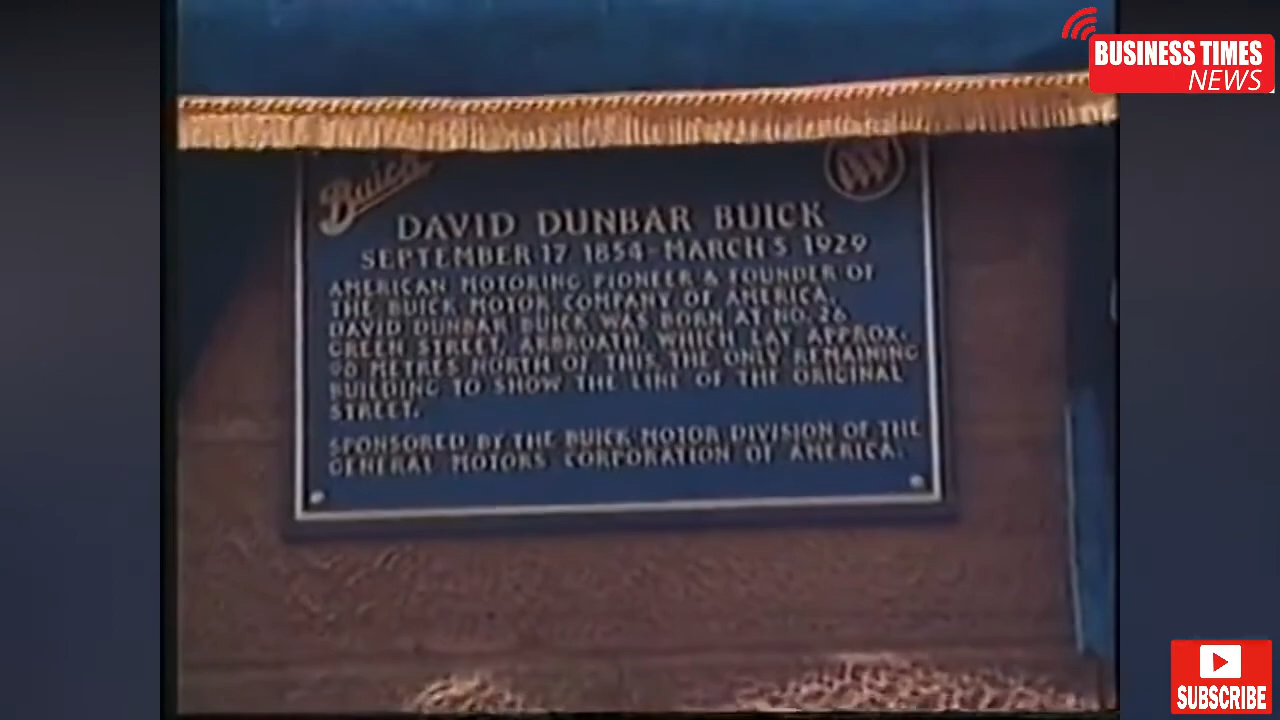 BUSINESS TIMES
NEWS
Buick
DAVID DUNBAR BUICK
SEPTEMBER 17 1854 - MARCH 5 1929
AMERICAN MOTORING PIONEER & FOUNDER OF
THE BUICK MOTOR COMPANY OF AMERICA.
DAVID DUNBAR BUICK WAS BORN AT NO. 26
GREEN STREET, ARBROATH, WHICH LAY APPROX.
90 METRES NORTH OF THIS, THE ONLY REMAINING
BUILDING TO SHOW THE LINE OF THE ORIGINAL
STREET.
SPONSORED BY THE BUICK MOTOR DIVISION OF THE
GENERAL MOTORS CORPORATION OF AMERICA.
SUBSCRIBE